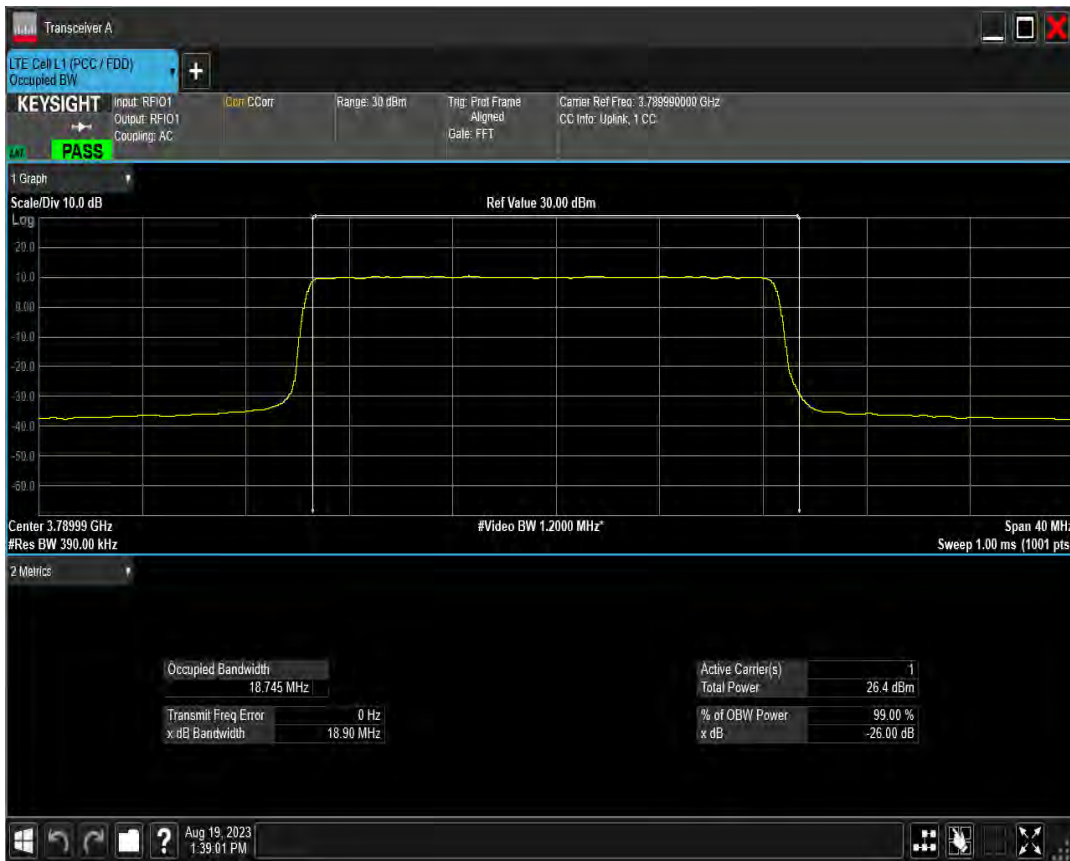 Transceiver A
LTE Cell L1 (PCC / FDD)
Occupied BW
+
KEYSIGHT
Input: RFIO1
Output: RFIO1
Coupling: AC
Corr CCorr
Range: 30 dBm
Trig: Prot Frame
Aligned
Gate: FFT
Carrier Ref Freq: 3.789990000 GHz
CC Info: Uplink, 1 CC
PASS
1 Graph
Scale/Div 10.0 dB
Ref Value 30.00 dBm
Log
20.0
10.0
0.00
-10.0
-20.0
-30.0
-40.0
-50.0
-60.0
Center 3.78999 GHz
#Video BW 1.2000 MHz*
Span 40 MHz
#Res BW 390.00 kHz
Sweep 1.00 ms (1001 pts
2 Metrics
Occupied Bandwidth
18.745 MHz
Transmit Freq Error 0 Hz
x dB Bandwidth 18.90 MHz
Active Carrier(s) 1
Total Power 26.4 dBm
% of OBW Power 99.00 %
x dB -26.00 dB
?
Aug 19, 2023
1:39:01 PM